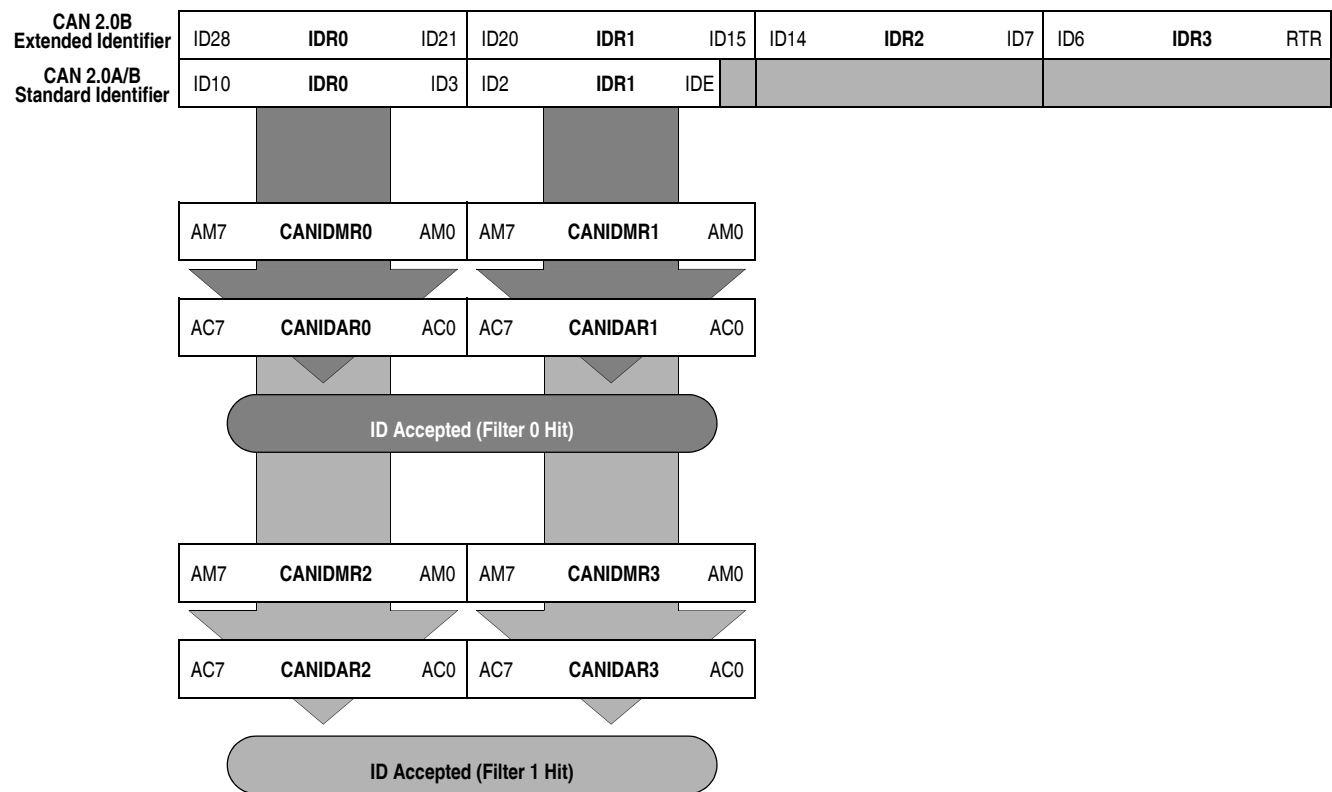 CAN 2.0B
Extended Identifier ID28 IDR0 ID21 ID20 IDR1 ID15 ID14 IDR2 ID7 ID6 IDR3 RTR
CAN 2.0A/B
Standard Identifier ID10 IDR0 ID3 ID2 IDR1 IDE
AM7 CANIDMR0 AM0 AM7 CANIDMR1 AM0
AC7 CANIDAR0 AC0 AC7 CANIDAR1 AC0
ID Accepted (Filter 0 Hit)
AM7 CANIDMR2 AM0 AM7 CANIDMR3 AM0
AC7 CANIDAR2 AC0 AC7 CANIDAR3 AC0
ID Accepted (Filter 1 Hit)